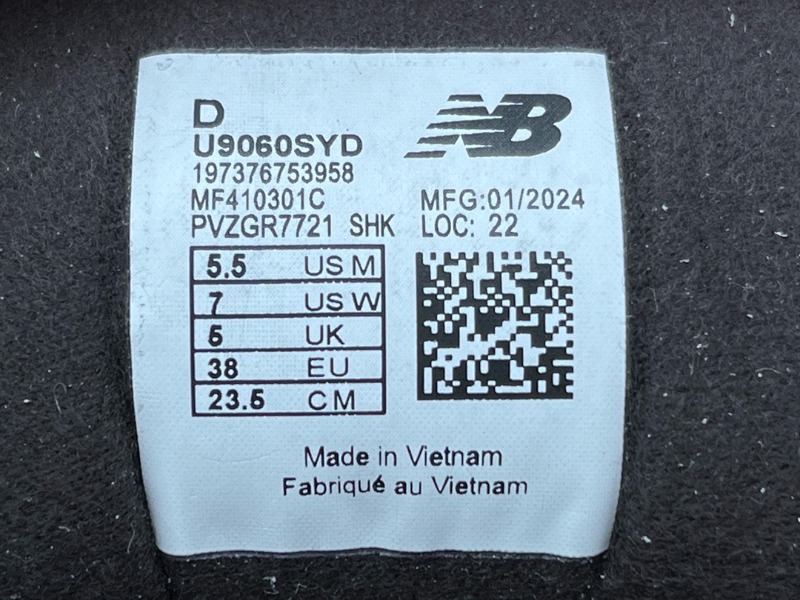 D
U9060SYD
197376753958
MF410301C
PVZGR7721 SHK
NB
MFG:01/2024
LOC: 22
5.5 US M
7 US W
5 UK
38 EU
23.5 CM
Made in Vietnam
Fabriqué au Vietnam